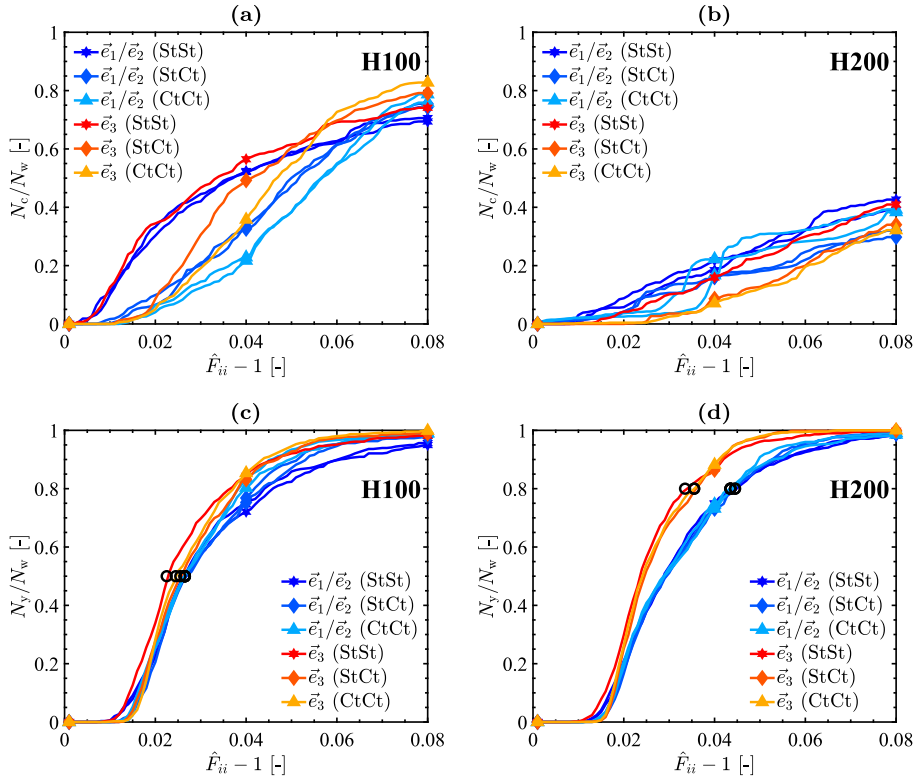 (a)
H100
e⃗₁/e⃗₂ (StSt)
e⃗₁/e⃗₂ (StCt)
e⃗₁/e⃗₂ (CtCt)
e⃗₃ (StSt)
e⃗₃ (StCt)
e⃗₃ (CtCt)
N_c/N_w [-]
1
0.8
0.6
0.4
0.2
0
0 0.02 0.04 0.06 0.08
F̂_ii − 1 [-]
(b)
H200
e⃗₁/e⃗₂ (StSt)
e⃗₁/e⃗₂ (StCt)
e⃗₁/e⃗₂ (CtCt)
e⃗₃ (StSt)
e⃗₃ (StCt)
e⃗₃ (CtCt)
N_c/N_w [-]
1
0.8
0.6
0.4
0.2
0
0 0.02 0.04 0.06 0.08
F̂_ii − 1 [-]
(c)
H100
N_y/N_w [-]
1
0.8
0.6
0.4
0.2
0
e⃗₁/e⃗₂ (StSt)
e⃗₁/e⃗₂ (StCt)
e⃗₁/e⃗₂ (CtCt)
e⃗₃ (StSt)
e⃗₃ (StCt)
e⃗₃ (CtCt)
0 0.02 0.04 0.06 0.08
F̂_ii − 1 [-]
(d)
H200
N_y/N_w [-]
1
0.8
0.6
0.4
0.2
0
e⃗₁/e⃗₂ (StSt)
e⃗₁/e⃗₂ (StCt)
e⃗₁/e⃗₂ (CtCt)
e⃗₃ (StSt)
e⃗₃ (StCt)
e⃗₃ (CtCt)
0 0.02 0.04 0.06 0.08
F̂_ii − 1 [-]